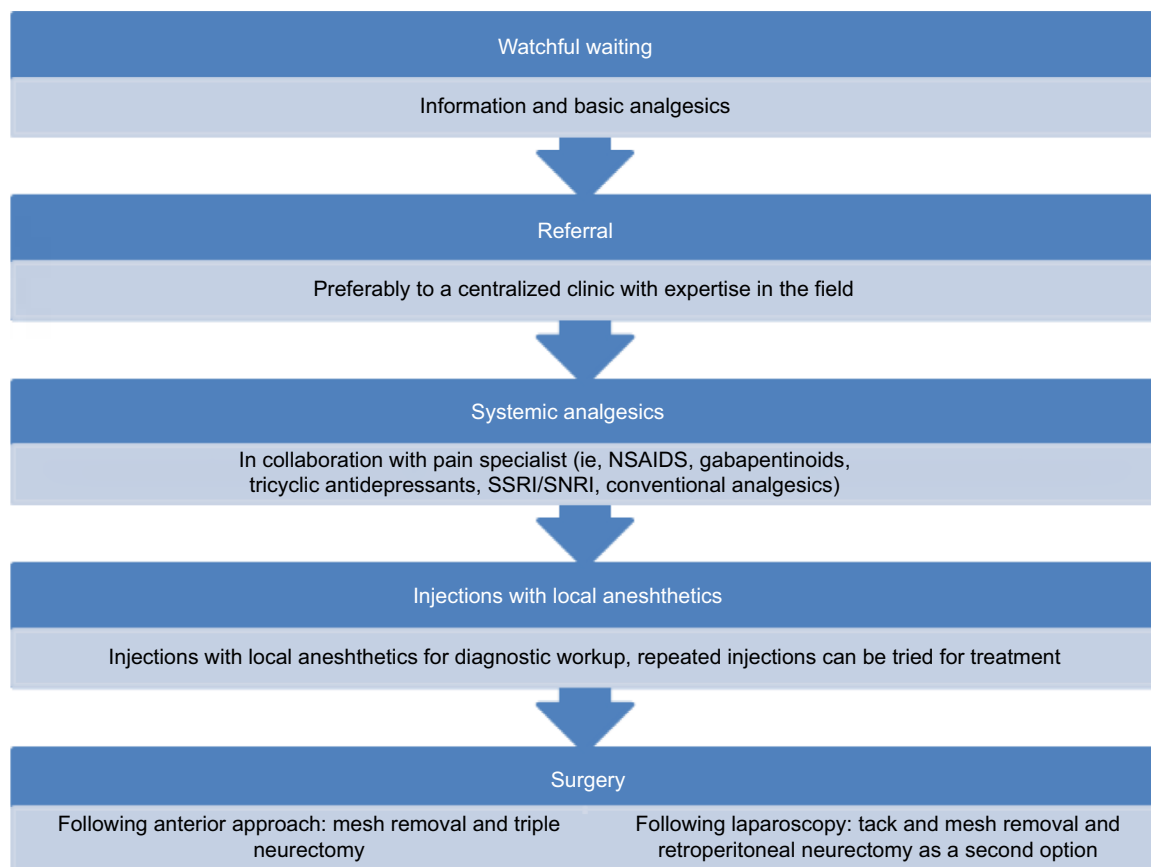 Watchful waiting
Information and basic analgesics
Referral
Preferably to a centralized clinic with expertise in the field
Systemic analgesics
In collaboration with pain specialist (ie, NSAIDS, gabapentinoids,
tricyclic antidepressants, SSRI/SNRI, conventional analgesics)
Injections with local aneshthetics
Injections with local aneshthetics for diagnostic workup, repeated injections can be tried for treatment
Surgery
Following anterior approach: mesh removal and triple
neurectomy
Following laparoscopy: tack and mesh removal and
retroperitoneal neurectomy as a second option